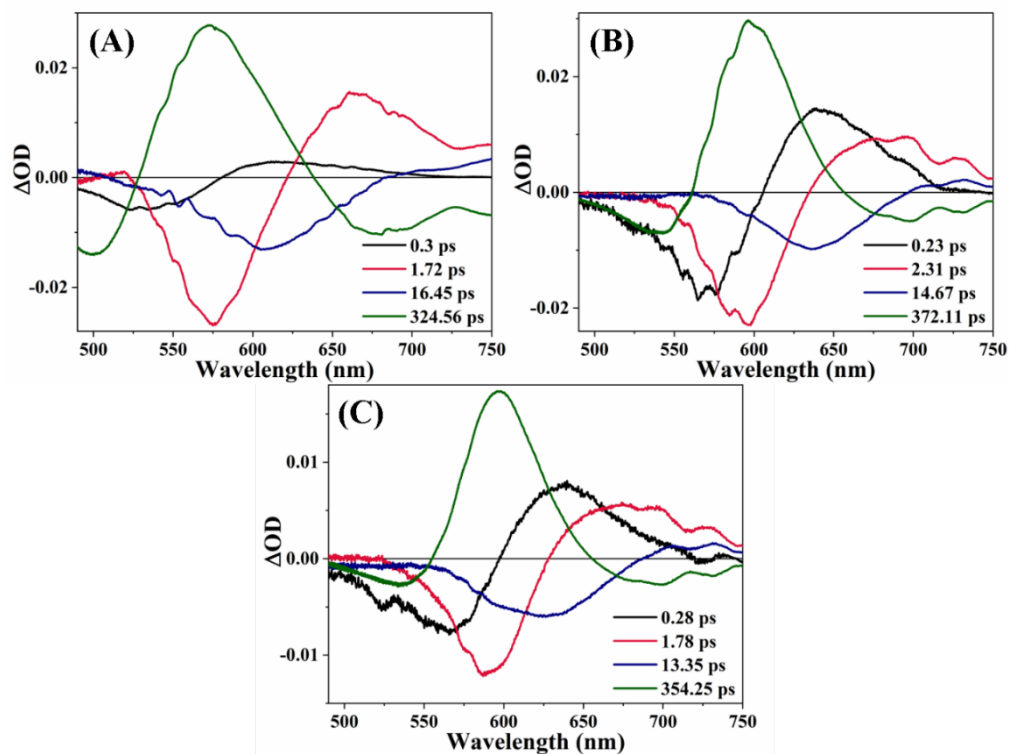 (A)
ΔOD
0.02
0.00
-0.02
0.3 ps
1.72 ps
16.45 ps
324.56 ps
500 550 600 650 700 750
Wavelength (nm)
(B)
ΔOD
0.02
0.00
-0.02
0.23 ps
2.31 ps
14.67 ps
372.11 ps
500 550 600 650 700 750
Wavelength (nm)
(C)
ΔOD
0.01
0.00
-0.01
0.28 ps
1.78 ps
13.35 ps
354.25 ps
500 550 600 650 700 750
Wavelength (nm)